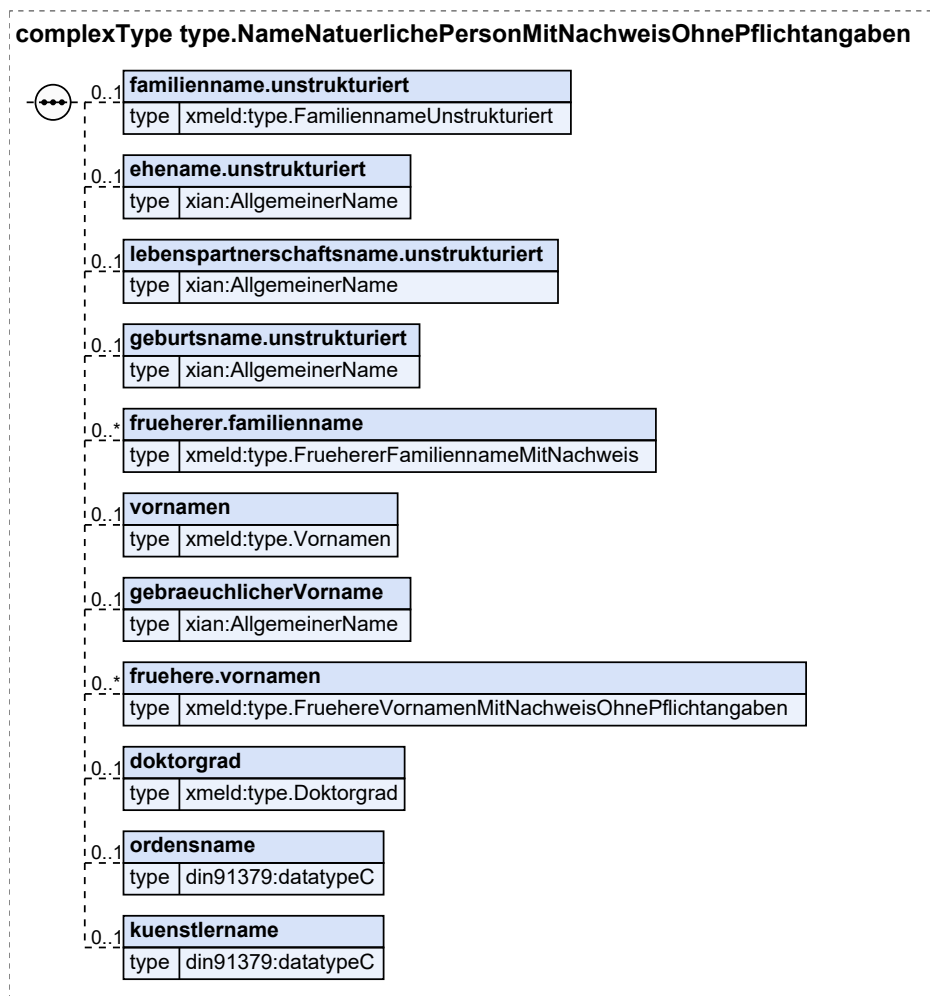 complexType type.NameNatuerlichePersonMitNachweisOhnePflichtangaben
0..1 familienname.unstrukturiert
type xmeld:type.FamiliennameUnstrukturiert
0..1 ehename.unstrukturiert
type xian:AllgemeinerName
0..1 lebenspartnerschaftsname.unstrukturiert
type xian:AllgemeinerName
0..1 geburtsname.unstrukturiert
type xian:AllgemeinerName
0..* frueherer.familienname
type xmeld:type.FruehererFamiliennameMitNachweis
0..1 vornamen
type xmeld:type.Vornamen
0..1 gebraeuchlicherVorname
type xian:AllgemeinerName
0..* fruehere.vornamen
type xmeld:type.FruehereVornamenMitNachweisOhnePflichtangaben
0..1 doktorgrad
type xmeld:type.Doktorgrad
0..1 ordensname
type din91379:datatypeC
0..1 kuenstlername
type din91379:datatypeC